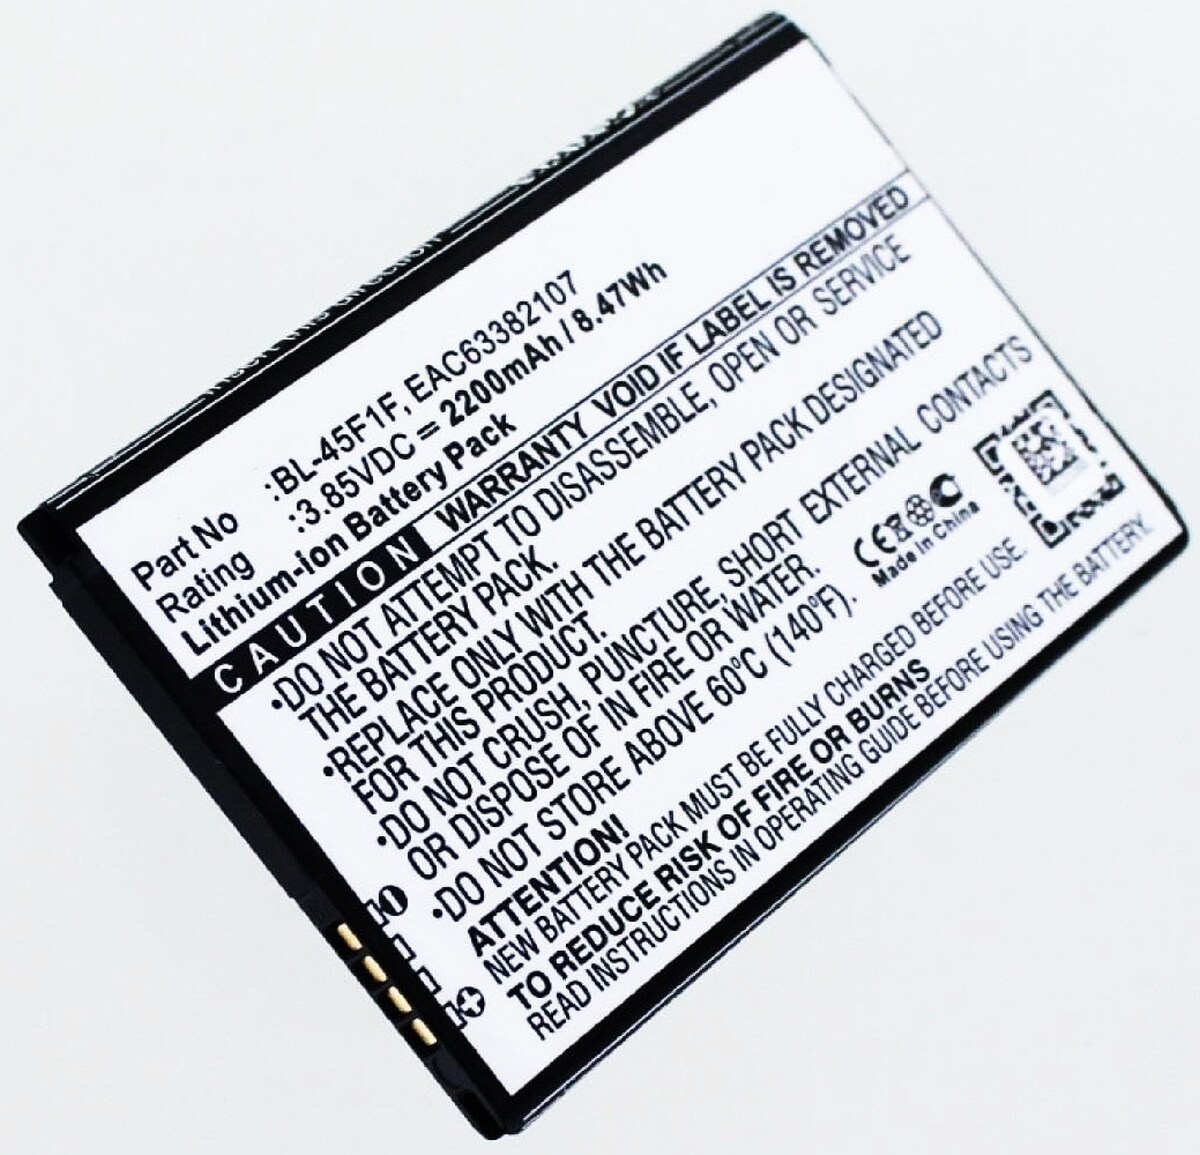 Insert this direction
Part No :BL-45F1F, EAC63382107
Rating :3.85VDC = 2200mAh / 8.47Wh
Lithium-ion Battery Pack
CAUTION WARRANTY VOID IF LABEL IS REMOVED
•DO NOT ATTEMPT TO DISASSEMBLE, OPEN OR SERVICE
THE BATTERY PACK.
•REPLACE ONLY WITH THE BATTERY PACK DESIGNATED
FOR THIS PRODUCT.
•DO NOT CRUSH, PUNCTURE, SHORT EXTERNAL CONTACTS
OR DISPOSE OF IN FIRE OR WATER.
•DO NOT STORE ABOVE 60°C (140°F).
CE
Made in China
ATTENTION!
NEW BATTERY PACK MUST BE FULLY CHARGED BEFORE USE.
TO REDUCE RISK OF FIRE OR BURNS
READ INSTRUCTIONS IN OPERATING GUIDE BEFORE USING THE BATTERY.